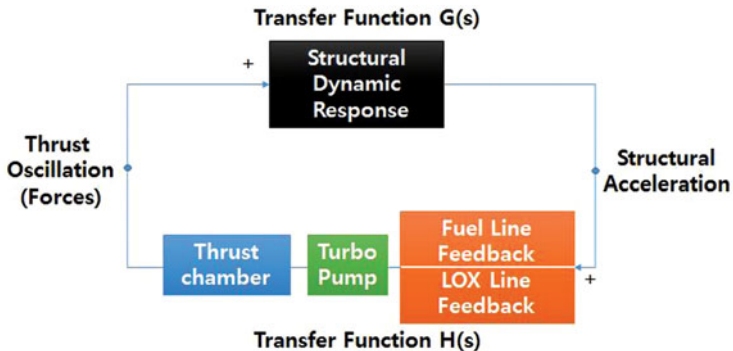 Transfer Function G(s)
+
Structural
Dynamic
Response
Thrust
Oscillation
(Forces)
Structural
Acceleration
Thrust
chamber
Turbo
Pump
Fuel Line
Feedback
LOX Line
Feedback
+
Transfer Function H(s)